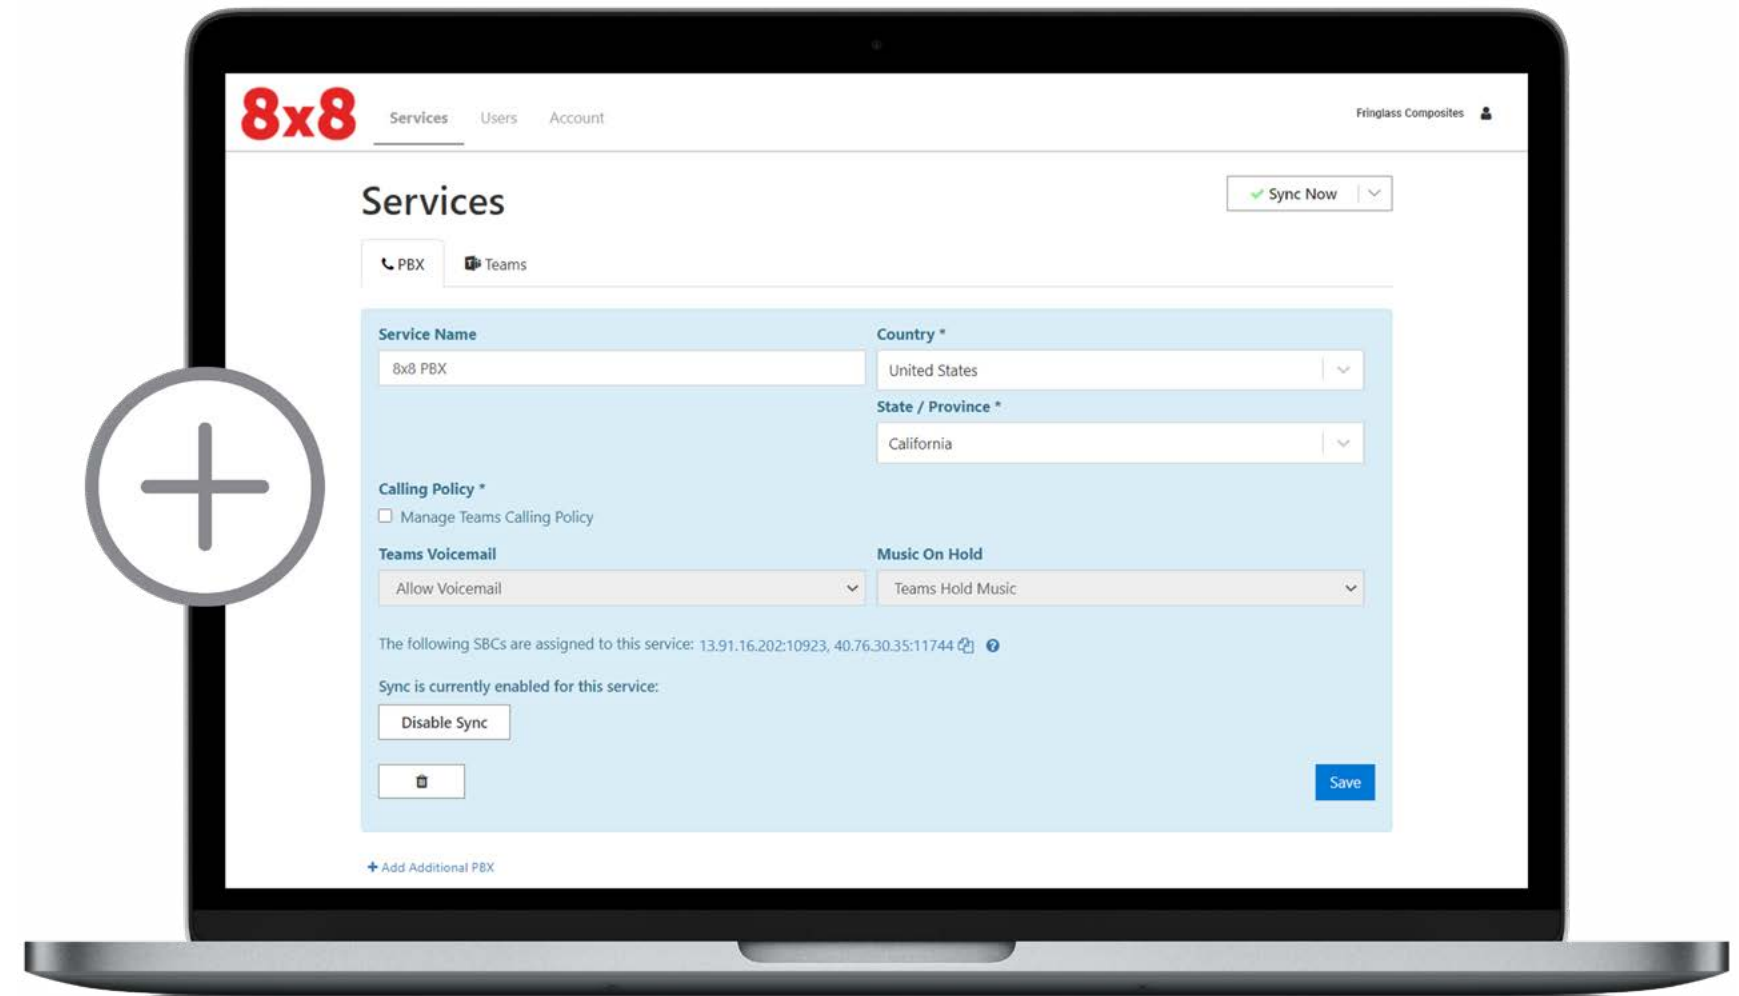 8x8 Services Users Account Fringlass Composites
Services Sync Now
PBX Teams
Service Name Country *
8x8 PBX United States
State / Province *
California
Calling Policy *
Manage Teams Calling Policy
Teams Voicemail Music On Hold
Allow Voicemail Teams Hold Music
The following SBCs are assigned to this service: 13.91.16.202:10923, 40.76.30.35:11744
Sync is currently enabled for this service:
Disable Sync
Save
+ Add Additional PBX